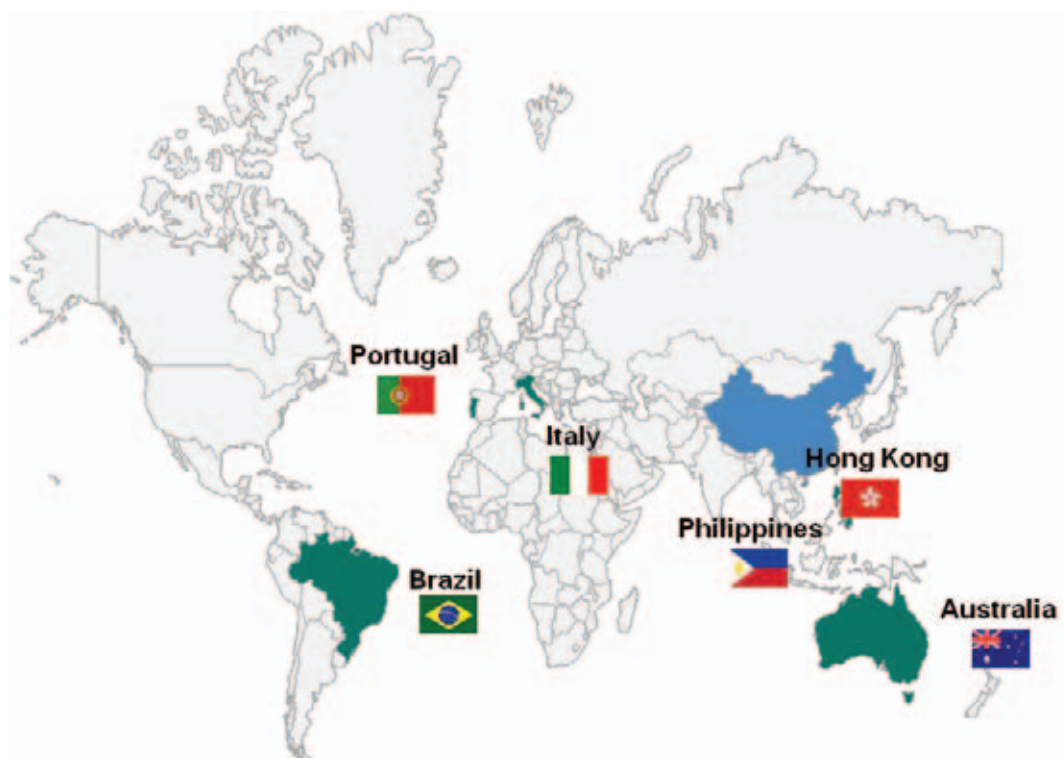 Portugal
Italy
Hong Kong
Philippines
Brazil
Australia